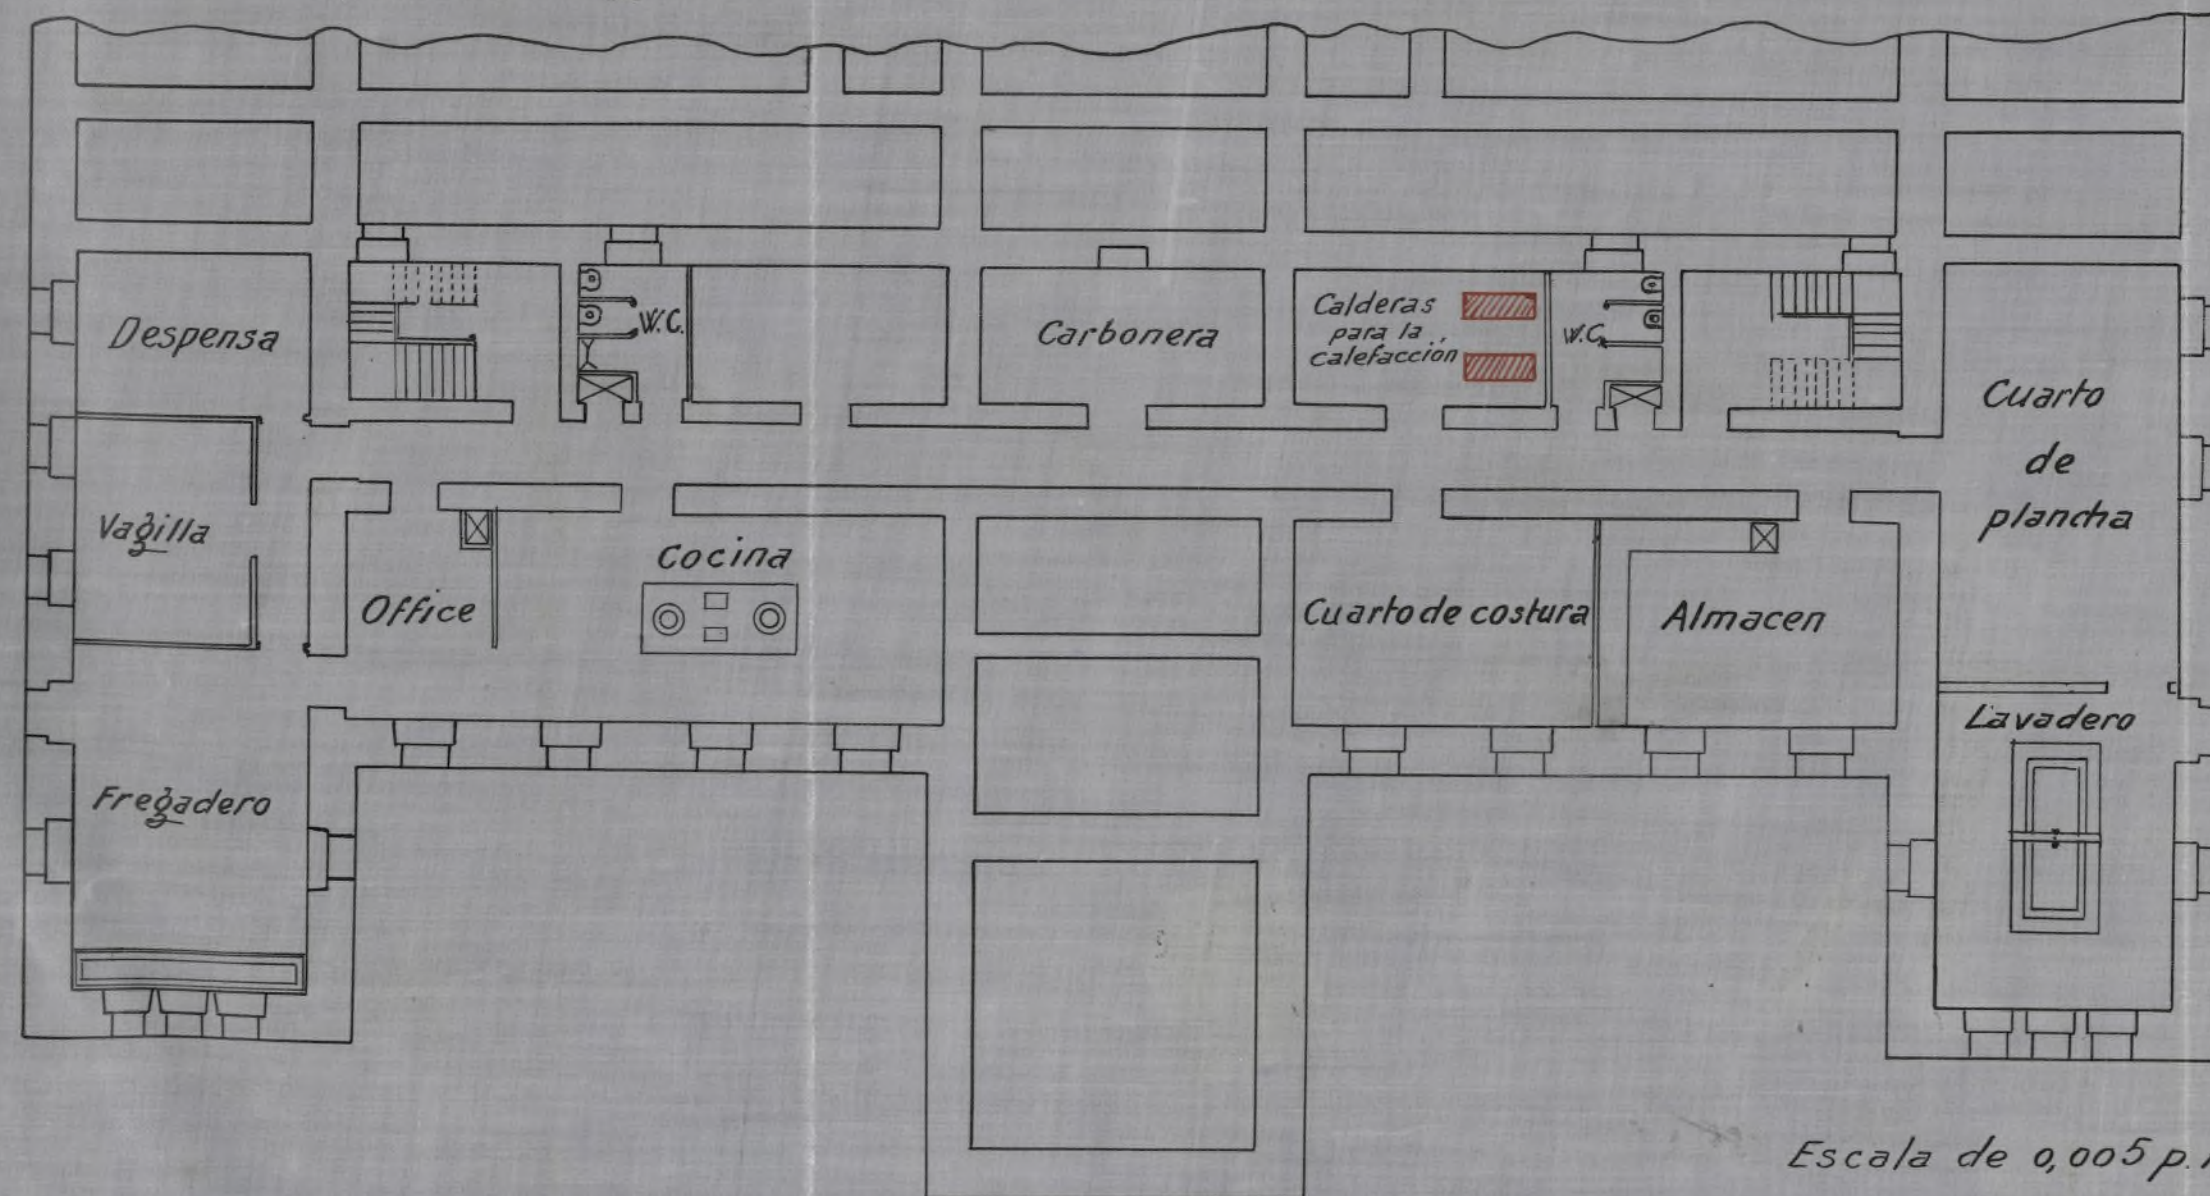 Despensa
W.C.
Carbonera
Calderas
para la
calefacción
W.C.
Cuarto
de
plancha
Vagilla
Office
Cocina
Cuarto de costura
Almacen
Lavadero
Fregadero
Escala de 0,005 p.